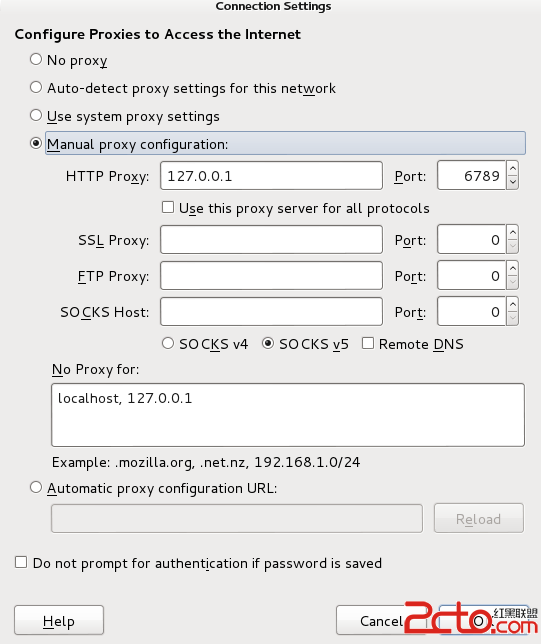 Connection Settings
Configure Proxies to Access the Internet
No proxy
Auto-detect proxy settings for this network
Use system proxy settings
Manual proxy configuration:
HTTP Proxy: 127.0.0.1 Port: 6789
Use this proxy server for all protocols
SSL Proxy: Port: 0
FTP Proxy: Port: 0
SOCKS Host: Port: 0
SOCKS v4 SOCKS v5 Remote DNS
No Proxy for:
localhost, 127.0.0.1
Example: .mozilla.org, .net.nz, 192.168.1.0/24
Automatic proxy configuration URL:
Reload
Do not prompt for authentication if password is saved
Help Cancel
2cto.com 红黑联盟